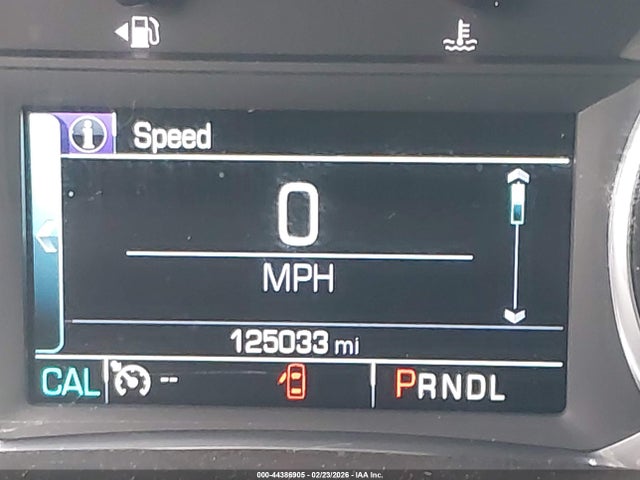 Speed
0
MPH
125033 mi
CAL -- PRNDL
000-44386905 - 02/23/2026 - IAA Inc.